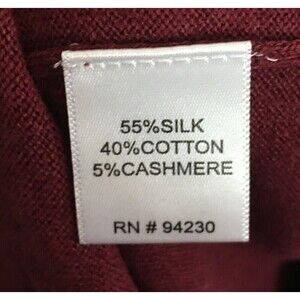 55%SILK
40%COTTON
5%CASHMERE
RN # 94230